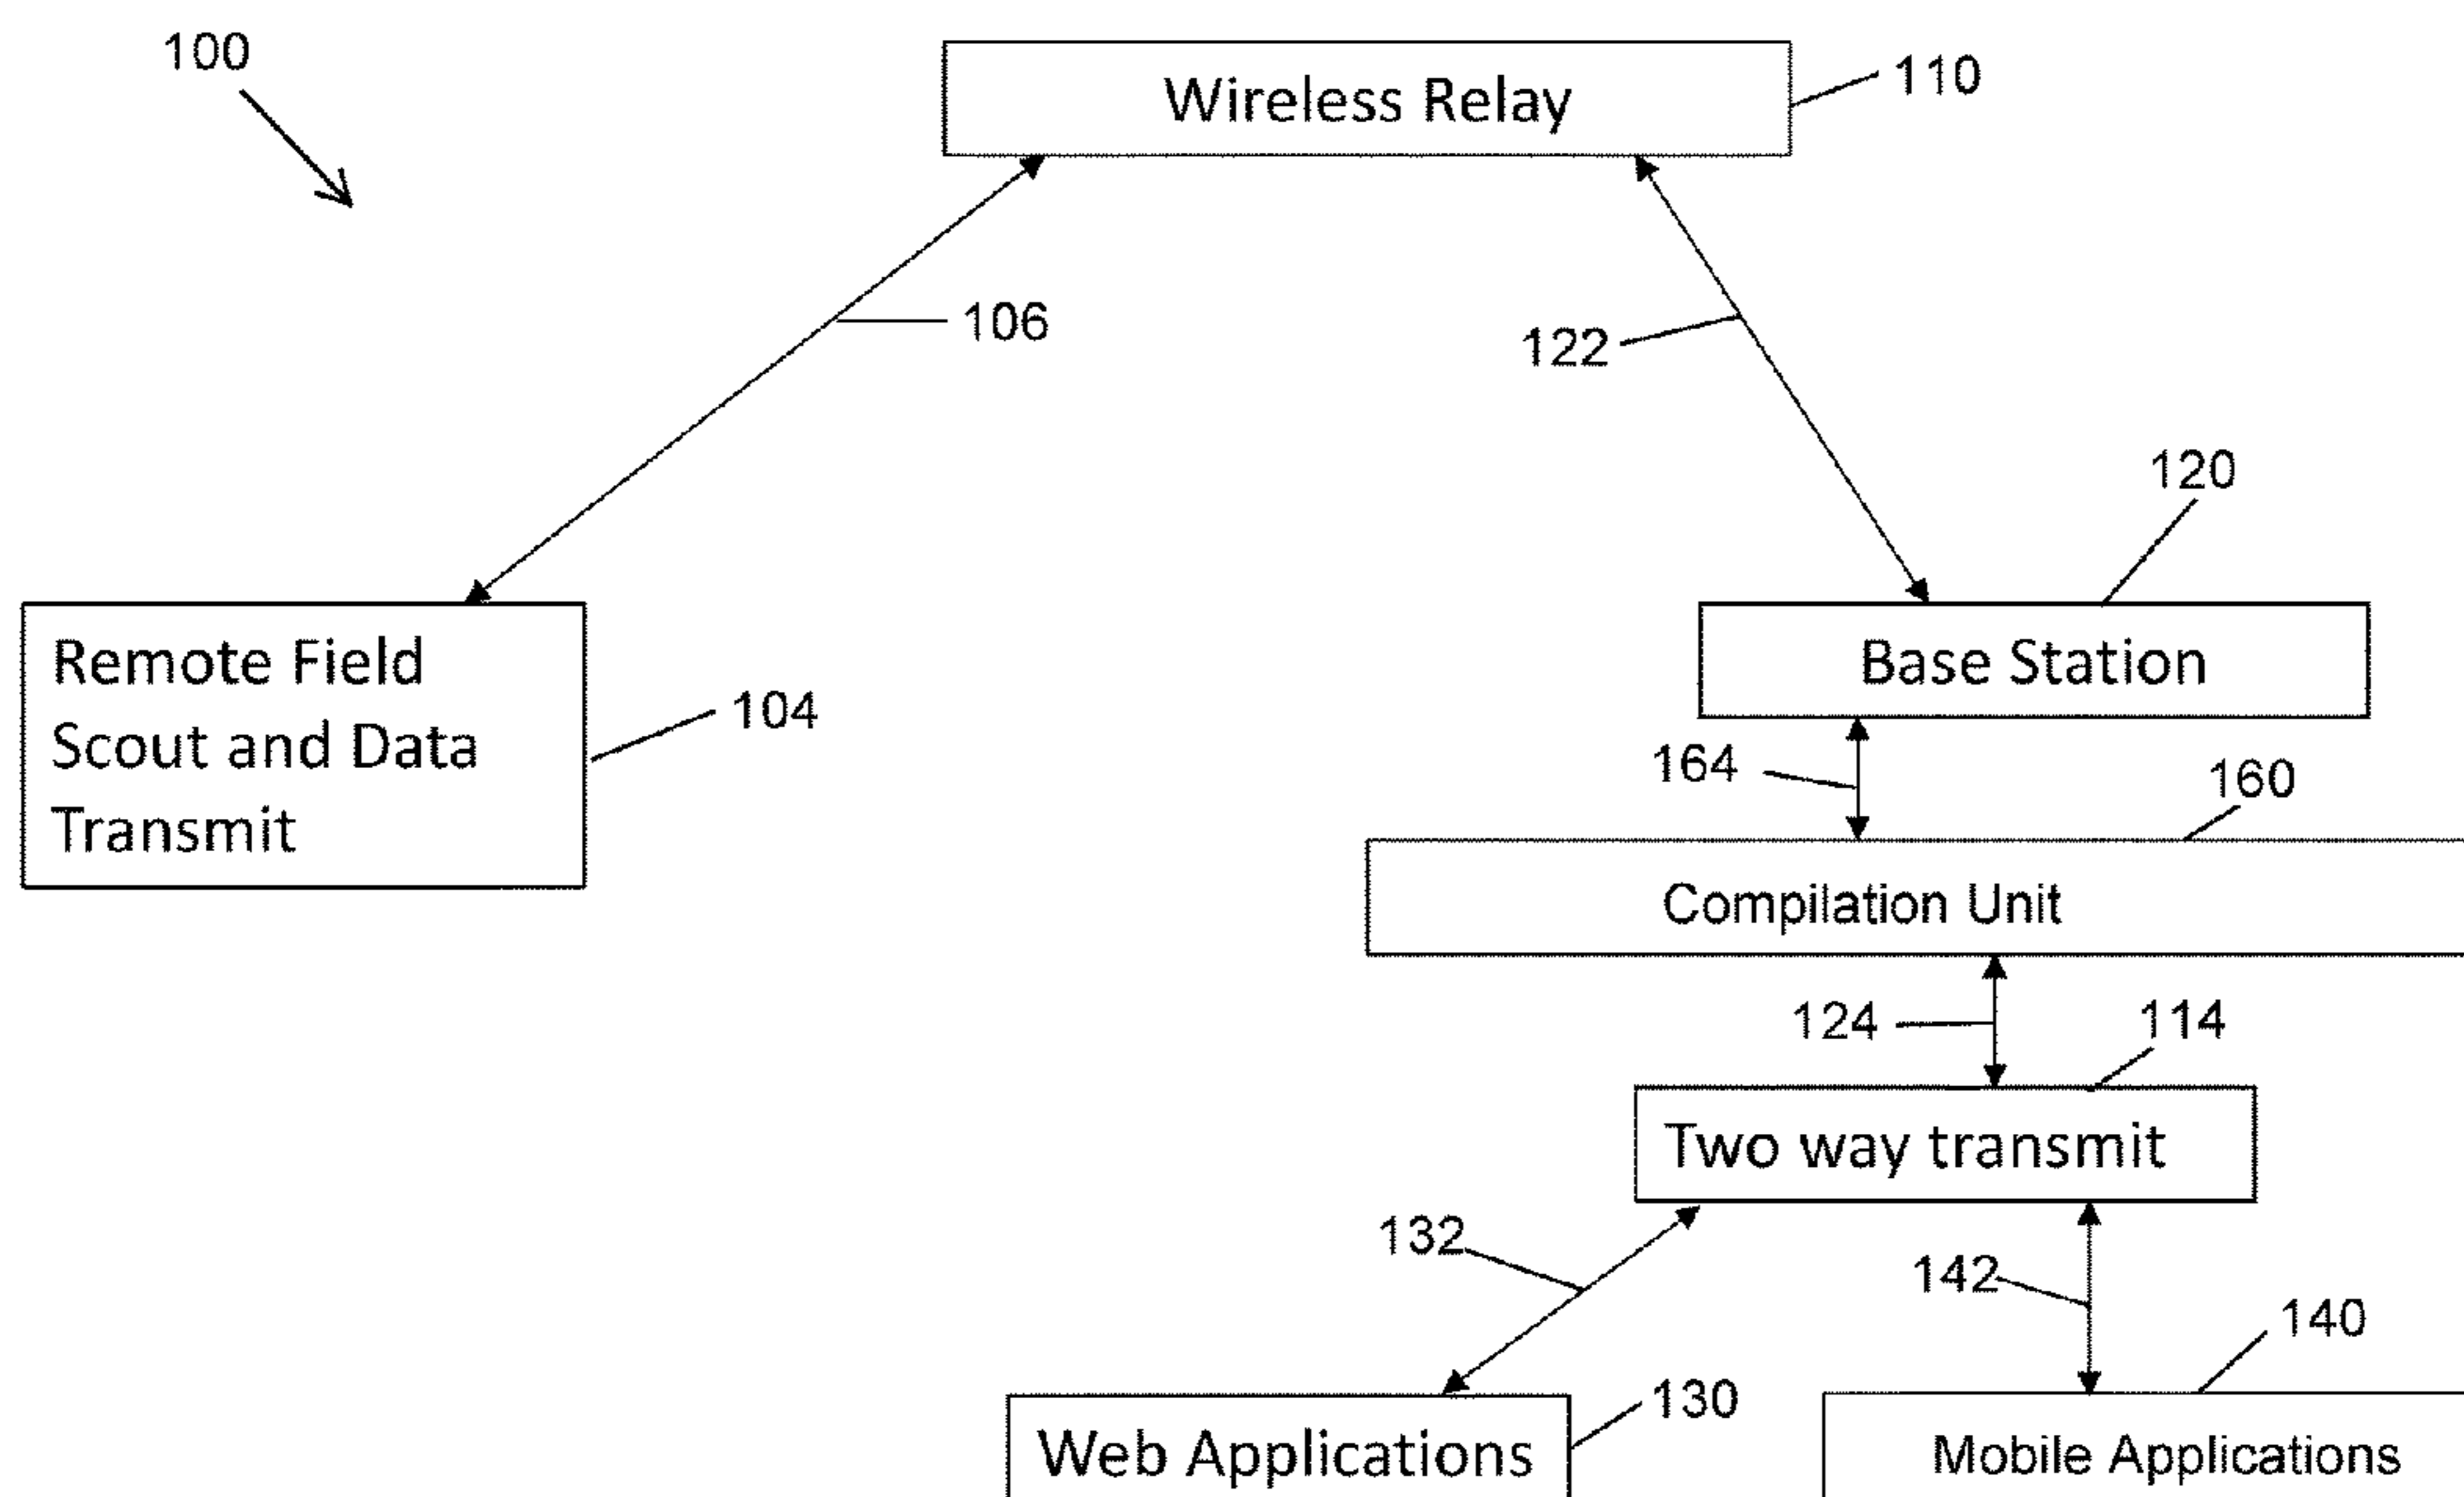 100
Wireless Relay
110
106
122
120
Remote Field
Scout and Data
Transmit
104
Base Station
164
160
Compilation Unit
124
114
Two way transmit
132
142
140
130
Web Applications
Mobile Applications